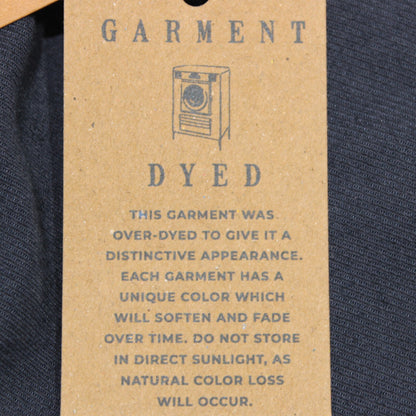 GARMENT
DYED
THIS GARMENT WAS
OVER-DYED TO GIVE IT A
DISTINCTIVE APPEARANCE.
EACH GARMENT HAS A
UNIQUE COLOR WHICH
WILL SOFTEN AND FADE
OVER TIME. DO NOT STORE
IN DIRECT SUNLIGHT, AS
NATURAL COLOR LOSS
WILL OCCUR.